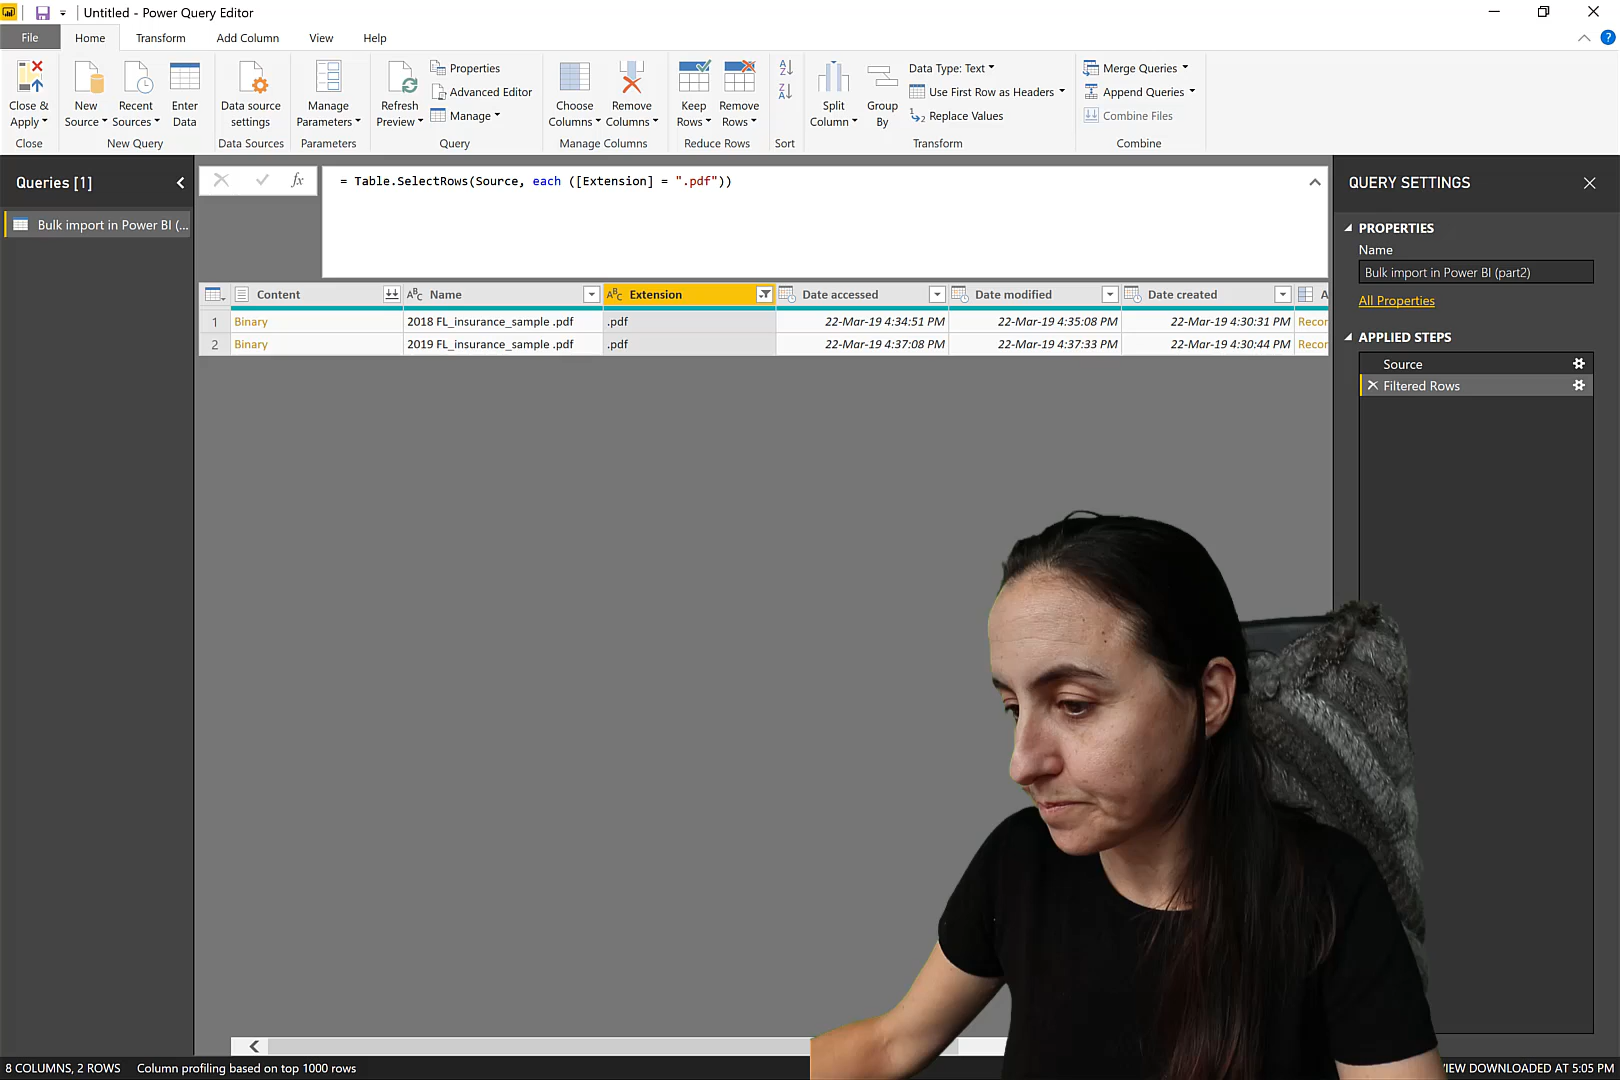 Untitled - Power Query Editor
File Home Transform Add Column View Help
Close & Apply
New Source
Recent Sources
Enter Data
Data source settings
Manage Parameters
Refresh Preview
Properties
Advanced Editor
Manage
Choose Columns
Remove Columns
Keep Rows
Remove Rows
Split Column
Group By
Data Type: Text
Use First Row as Headers
Replace Values
Merge Queries
Append Queries
Combine Files
Close New Query Data Sources Parameters Query Manage Columns Reduce Rows Sort Transform Combine
Queries [1]
Bulk import in Power BI (...
fx = Table.SelectRows(Source, each ([Extension] = ".pdf"))
Content ABC Name ABC Extension Date accessed Date modified Date created A
1 Binary 2018 FL_insurance_sample .pdf .pdf 22-Mar-19 4:34:51 PM 22-Mar-19 4:35:08 PM 22-Mar-19 4:30:31 PM Recor
2 Binary 2019 FL_insurance_sample .pdf .pdf 22-Mar-19 4:37:08 PM 22-Mar-19 4:37:33 PM 22-Mar-19 4:30:44 PM Recor
QUERY SETTINGS
PROPERTIES
Name
Bulk import in Power BI (part2)
All Properties
APPLIED STEPS
Source
Filtered Rows
8 COLUMNS, 2 ROWS Column profiling based on top 1000 rows
VIEW DOWNLOADED AT 5:05 PM